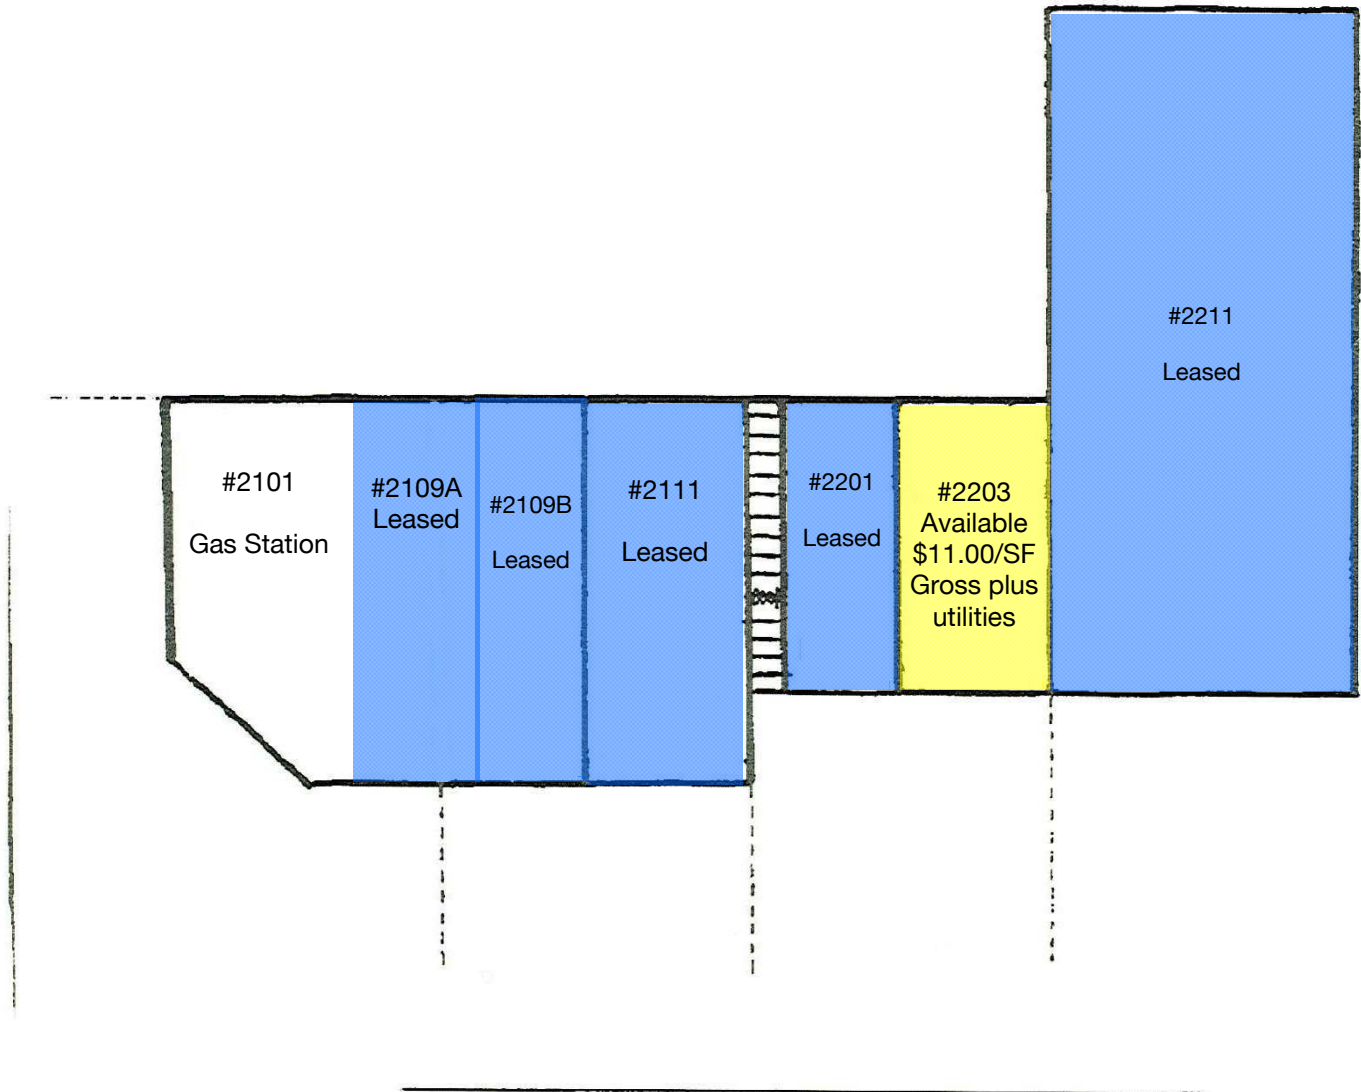 #2211
Leased
#2101
Gas Station
#2109A
Leased
#2109B
Leased
#2111
Leased
#2201
Leased
#2203
Available
$11.00/SF
Gross plus
utilities